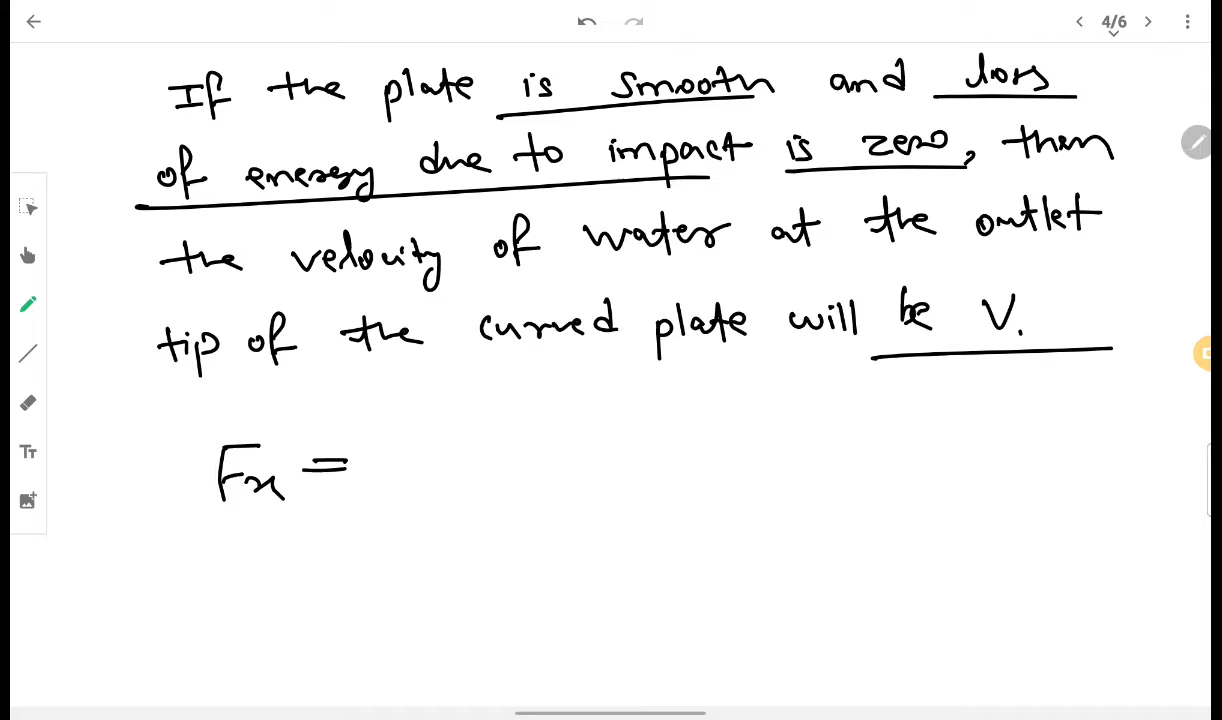 4/6
If the plate is smooth and loss
of energy due to impact is zero, then
the velocity of water at the outlet
tip of the curved plate will be V.
Fx =
Tт